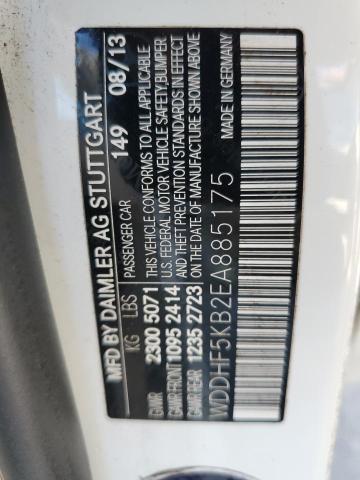 MFD BY DAIMLER AG STUTTGART
149 08/13
KG LBS PASSENGER CAR
GVWR 2300 5071 THIS VEHICLE CONFORMS TO ALL APPLICABLE
GAWR FRONT 1095 2414 U.S. FEDERAL MOTOR VEHICLE SAFETY, BUMPER
GAWR REAR 1235 2723 AND THEFT PREVENTION STANDARDS IN EFFECT
ON THE DATE OF MANUFACTURE SHOWN ABOVE
WDDHF5KB2EA885175 MADE IN GERMANY